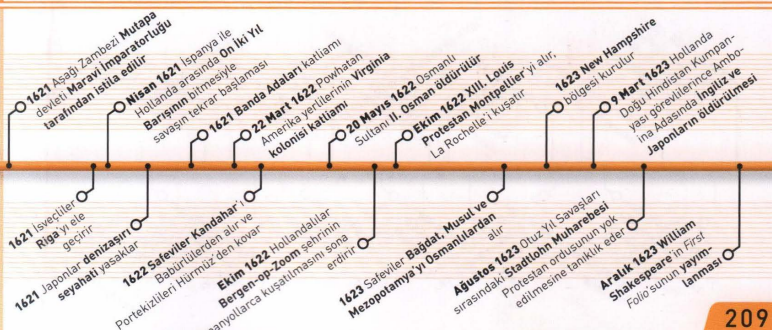 1621 Aşağı Zambezi Mutapa
devleti Maravi İmparatorluğu
tarafından istila edilir
Nisan 1621 İspanya ile
Hollanda arasında On İki Yıl
Barışının bitmesiyle
savaşın tekrar başlaması
1621 Banda Adaları katliamı
22 Mart 1622 Powhatan
Amerika yerlilerinin Virginia
kolonisi katliamı
20 Mayıs 1622 Osmanlı
Sultanı II. Osman öldürülür
Ekim 1622 XIII. Louis
Protestan Montpellier'yi alır,
La Rochelle'i kuşatır
1623 New Hampshire
bölgesi kurulur
9 Mart 1623 Hollanda
Doğu Hindistan Kumpan-
yası görevlilerince Ambo-
ina Adasında İngiliz ve
Japonların öldürülmesi
1621 İsveçliler
Riga'yı ele
geçirir
1621 Japonlar denizaşırı
seyahati yasaklar
1622 Safeviler Kandahar'ı
Babürlülerden alır ve
Portekizlileri Hürmüz'den kovar
Ekim 1622 Hollandalılar
Bergen-op-Zoom şehrinin
panyollarca kuşatılmasını sona
erdirir
1623 Safeviler Bağdat, Musul ve
Mezopotamya'yı Osmanlılardan
alır
Ağustos 1623 Otuz Yıl Savaşları
sırasındaki Stadtlohn Muharebesi
Protestan ordusunun yok
edilmesine tanıklık eder
Aralık 1623 William
Shakespeare'in First
Folio'sunun yayım-
lanması
209